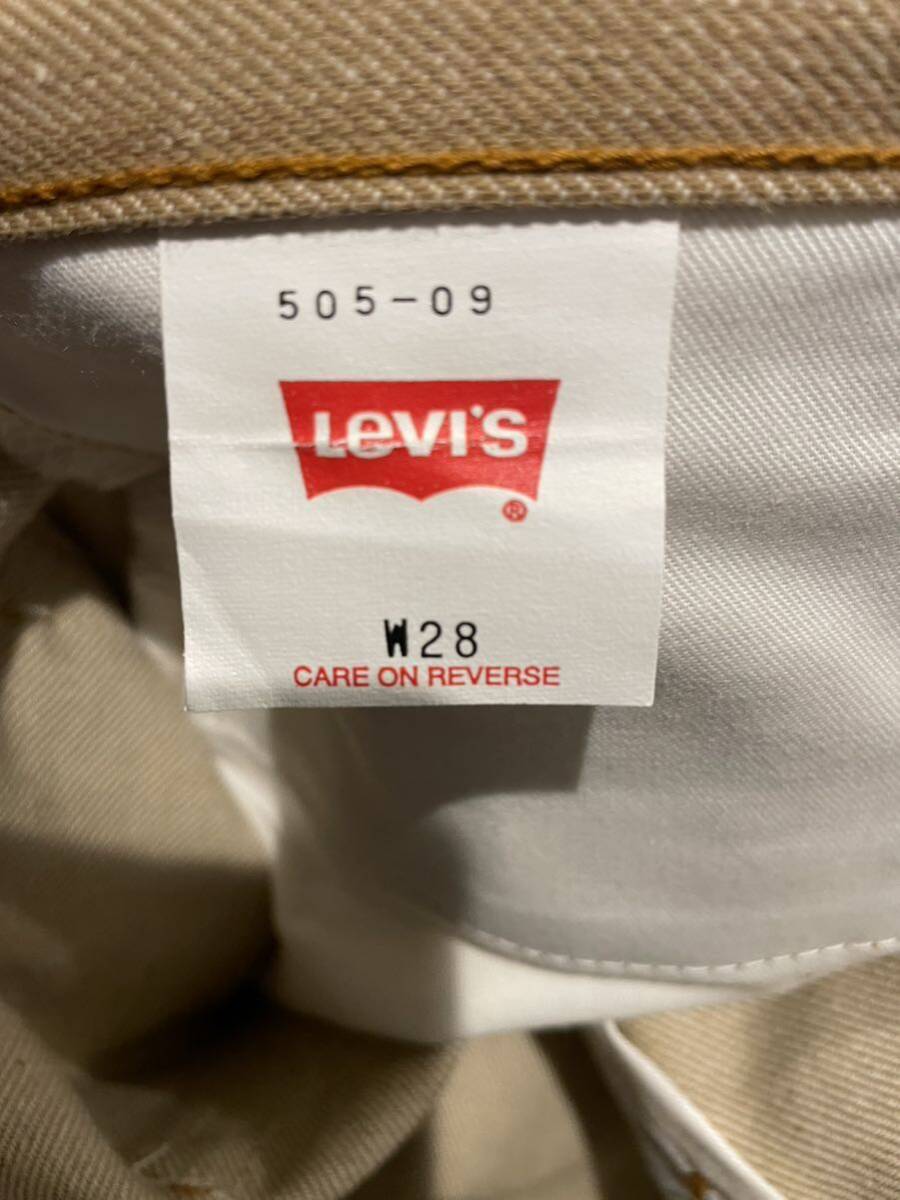 505-09
Levi's
®
W28
CARE ON REVERSE